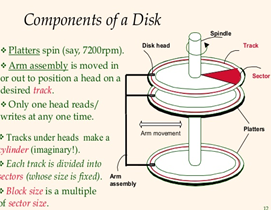 Components of a Disk
Platters spin (say, 7200rpm).
Arm assembly is moved in
or out to position a head on a
desired track.
Only one head reads/
writes at any one time.
Tracks under heads make a
cylinder (imaginary!).
Each track is divided into
sectors (whose size is fixed).
Block size is a multiple
of sector size.
Spindle
Disk head
Track
Sector
Arm movement
Platters
Arm
assembly
12